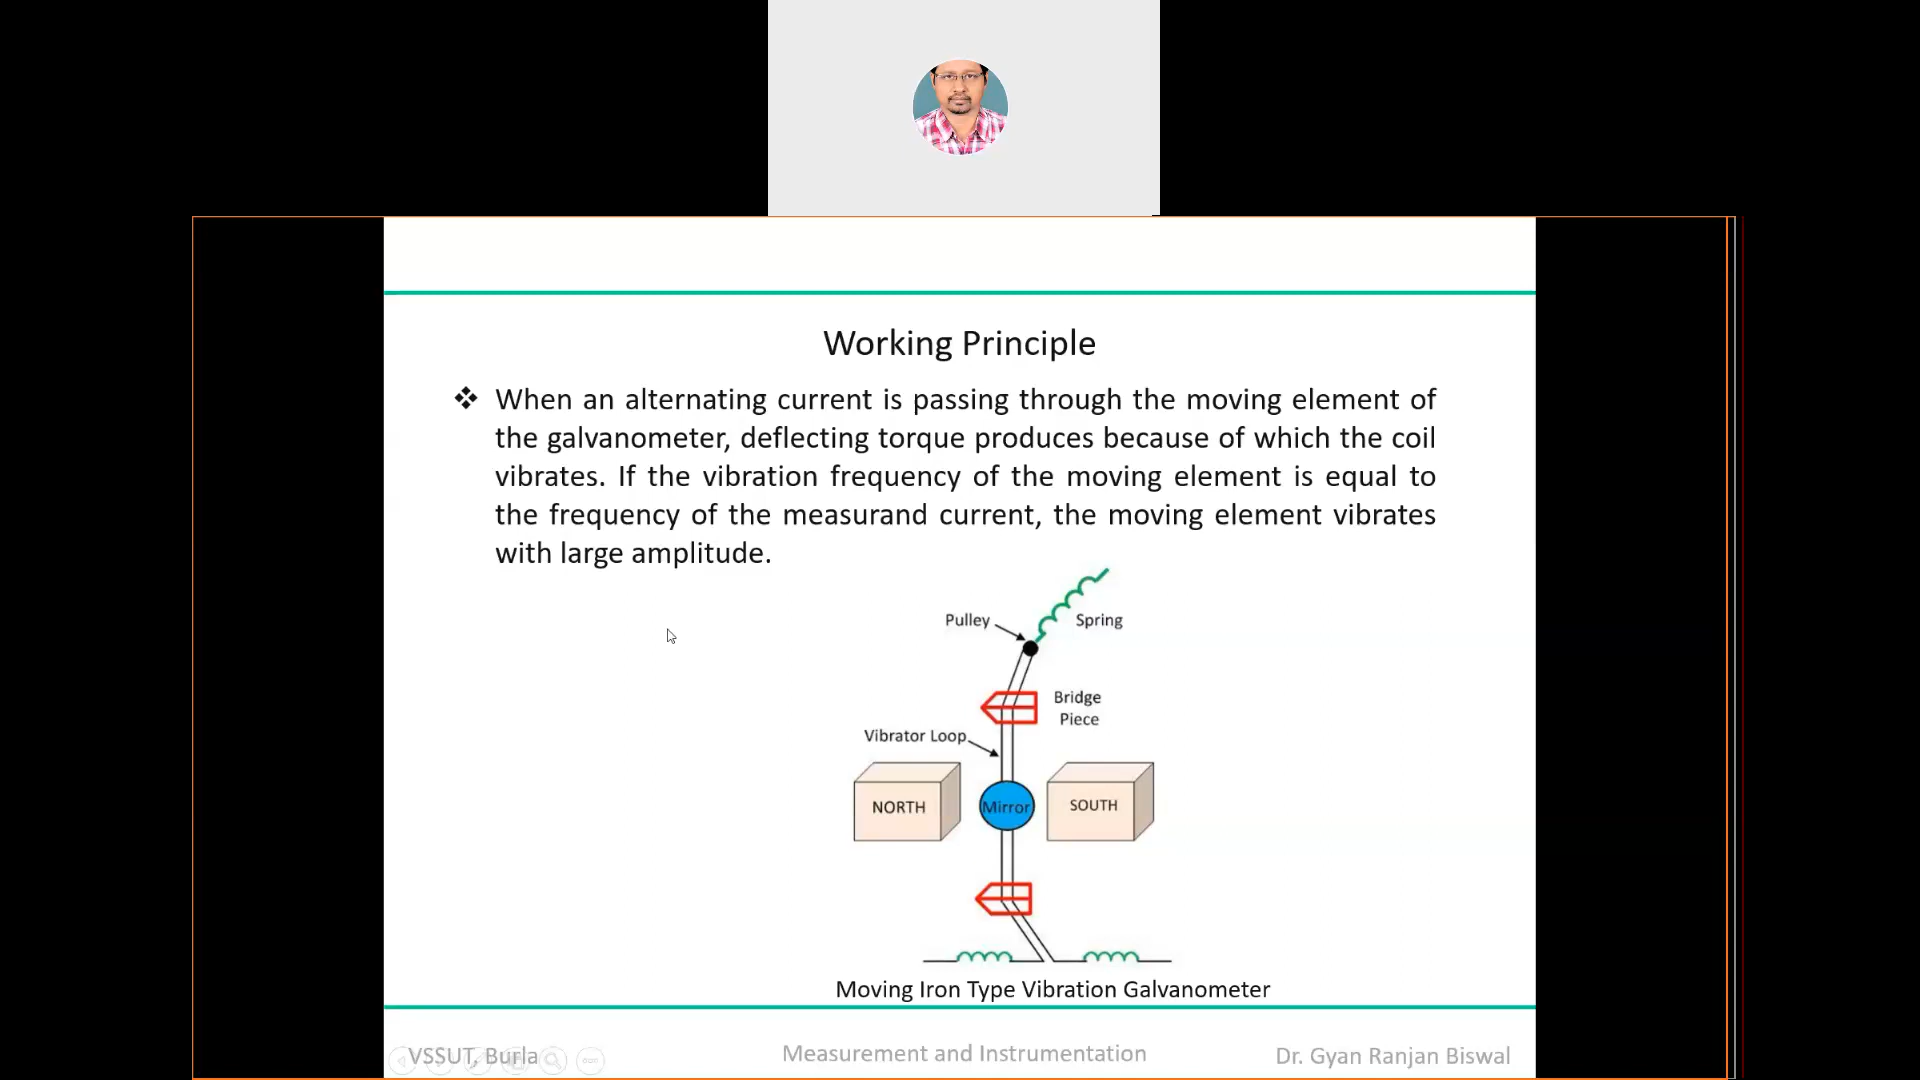 Working Principle
❖ When an alternating current is passing through the moving element of
the galvanometer, deflecting torque produces because of which the coil
vibrates. If the vibration frequency of the moving element is equal to
the frequency of the measurand current, the moving element vibrates
with large amplitude.
Pulley
Spring
Bridge
Piece
Vibrator Loop
NORTH
Mirror
SOUTH
Moving Iron Type Vibration Galvanometer
VSSUT, Burla
Measurement and Instrumentation
Dr. Gyan Ranjan Biswal